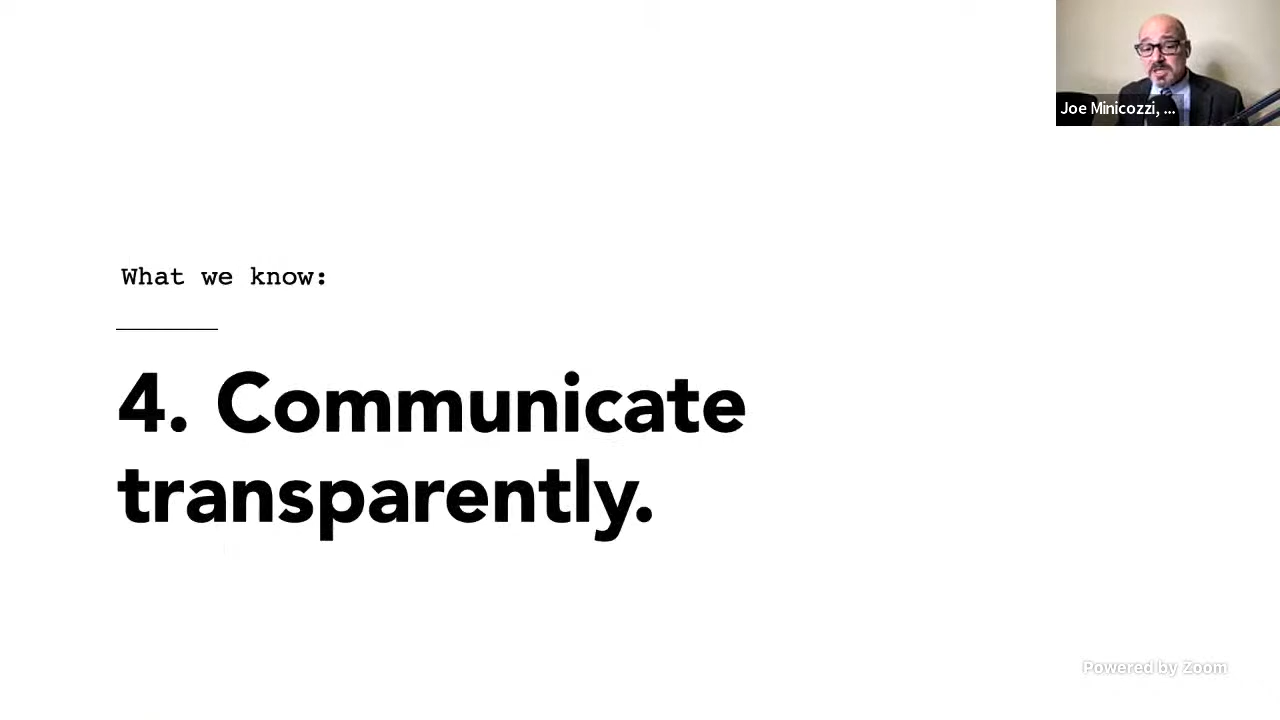 Joe Minicozzi, ...
What we know:
4. Communicate
transparently.
Powered by Zoom